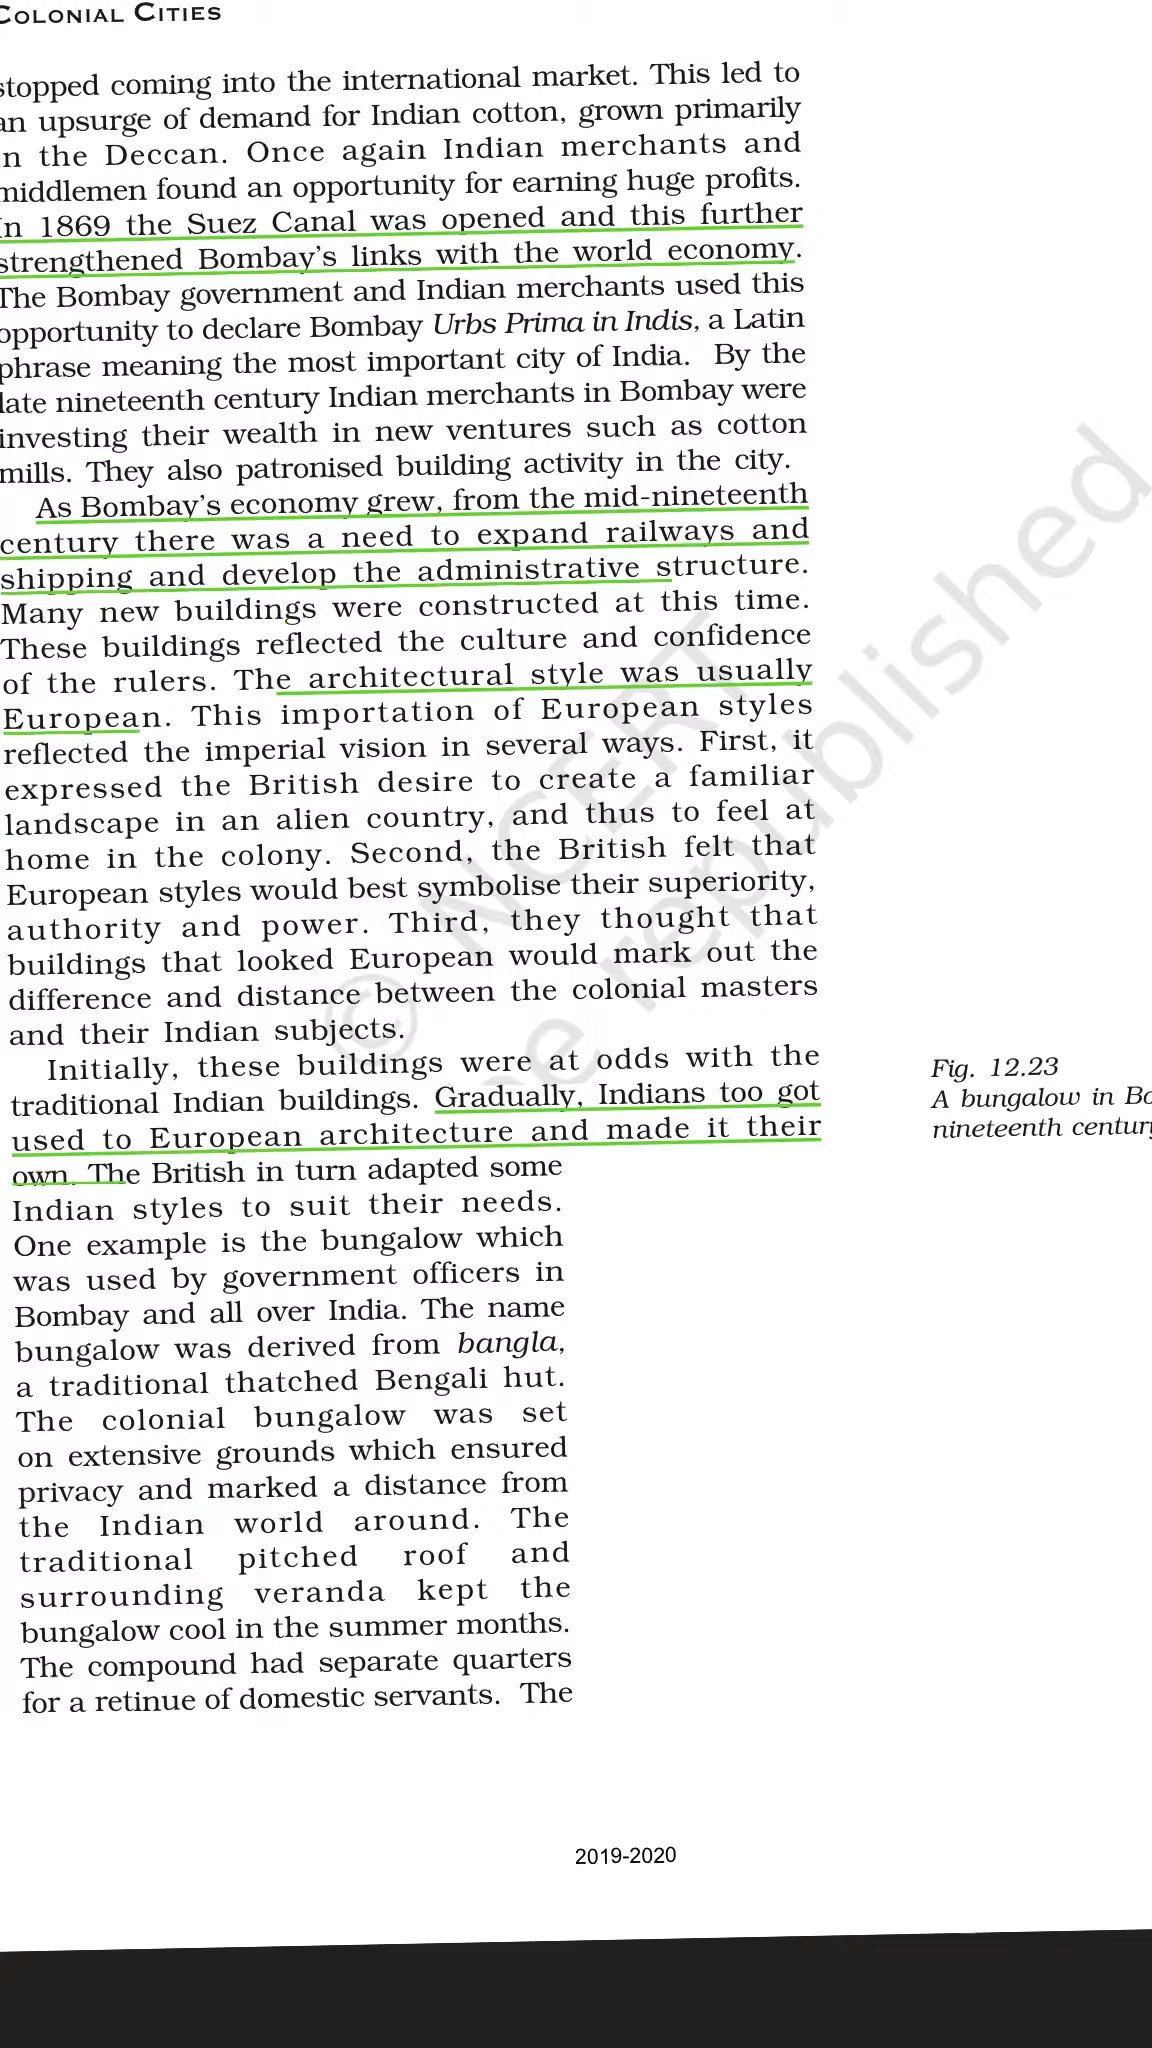 COLONIAL CITIES
stopped coming into the international market. This led to
an upsurge of demand for Indian cotton, grown primarily
in the Deccan. Once again Indian merchants and
middlemen found an opportunity for earning huge profits.
In 1869 the Suez Canal was opened and this further
strengthened Bombay's links with the world economy.
The Bombay government and Indian merchants used this
opportunity to declare Bombay Urbs Prima in Indis, a Latin
phrase meaning the most important city of India. By the
late nineteenth century Indian merchants in Bombay were
investing their wealth in new ventures such as cotton
mills. They also patronised building activity in the city.
As Bombay's economy grew, from the mid-nineteenth
century there was a need to expand railways and
shipping and develop the administrative structure.
Many new buildings were constructed at this time.
These buildings reflected the culture and confidence
of the rulers. The architectural style was usually
European. This importation of European styles
reflected the imperial vision in several ways. First, it
expressed the British desire to create a familiar
landscape in an alien country, and thus to feel at
home in the colony. Second, the British felt that
European styles would best symbolise their superiority,
authority and power. Third, they thought that
buildings that looked European would mark out the
difference and distance between the colonial masters
and their Indian subjects.
Initially, these buildings were at odds with the
traditional Indian buildings. Gradually, Indians too got
used to European architecture and made it their
own. The British in turn adapted some
Indian styles to suit their needs.
One example is the bungalow which
was used by government officers in
Bombay and all over India. The name
bungalow was derived from bangla,
a traditional thatched Bengali hut.
The colonial bungalow was set
on extensive grounds which ensured
privacy and marked a distance from
the Indian world around. The
traditional pitched roof and
surrounding veranda kept the
bungalow cool in the summer months.
The compound had separate quarters
for a retinue of domestic servants. The
Fig. 12.23
A bungalow in Bo
nineteenth century
© NCERT
be republished
2019-2020